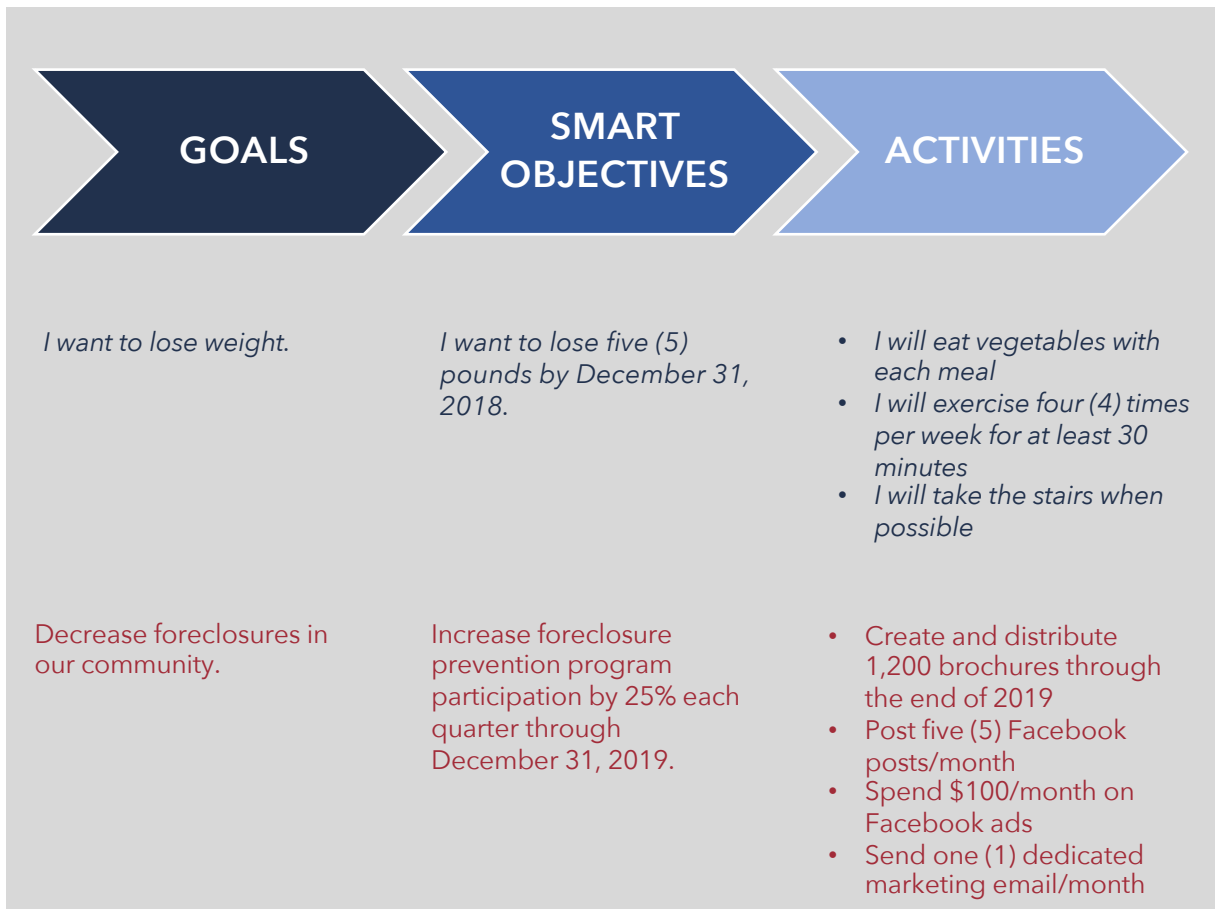 GOALS
SMART
OBJECTIVES
ACTIVITIES
I want to lose weight.
I want to lose five (5)
pounds by December 31,
2018.
• I will eat vegetables with
each meal
• I will exercise four (4) times
per week for at least 30
minutes
• I will take the stairs when
possible
Decrease foreclosures in
our community.
Increase foreclosure
prevention program
participation by 25% each
quarter through
December 31, 2019.
• Create and distribute
1,200 brochures through
the end of 2019
• Post five (5) Facebook
posts/month
• Spend $100/month on
Facebook ads
• Send one (1) dedicated
marketing email/month